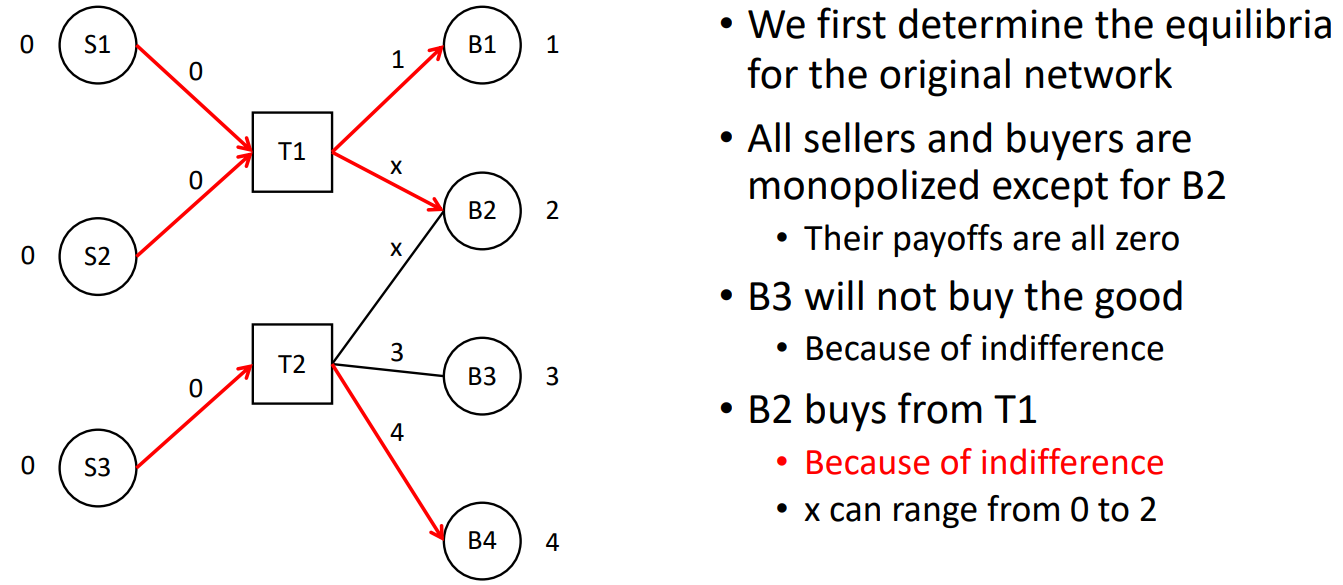 0
S1
0
1
B1
1
T1
x
0
B2
2
0
S2
x
T2
3
B3
3
0
4
0
S3
B4
4
• We first determine the equilibria
for the original network
• All sellers and buyers are
monopolized except for B2
• Their payoffs are all zero
• B3 will not buy the good
• Because of indifference
• B2 buys from T1
• Because of indifference
• x can range from 0 to 2